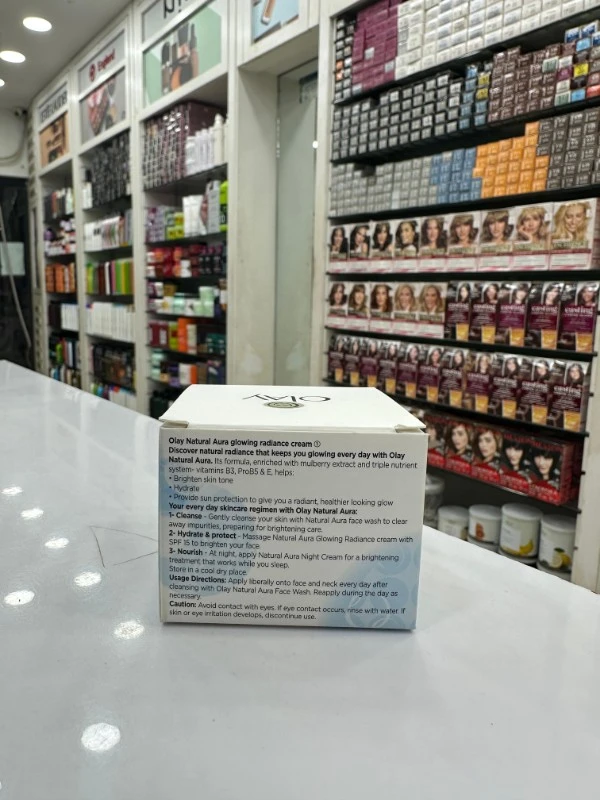 England
OLAY
Olay Natural Aura glowing radiance cream ①
Discover natural radiance that keeps you glowing every day with Olay
Natural Aura. Its formula, enriched with mulberry extract and triple nutrient
system- vitamins B3, ProB5 & E, helps:
• Brighten skin tone
• Hydrate
• Provide sun protection to give you a radiant, healthier looking glow
Your every day skincare regimen with Olay Natural Aura:
1- Cleanse - Gently cleanse your skin with Natural Aura face wash to clear
away impurities, preparing for brightening care.
2- Hydrate & protect - Massage Natural Aura Glowing Radiance cream with
SPF 15 to brighten your face.
3- Nourish - At night, apply Natural Aura Night Cream for a brightening
treatment that works while you sleep.
Store in a cool dry place.
Usage Directions: Apply liberally onto face and neck every day after
cleansing with Olay Natural Aura Face Wash. Reapply during the day as
necessary.
Caution: Avoid contact with eyes. If eye contact occurs, rinse with water. If
skin or eye irritation develops, discontinue use.